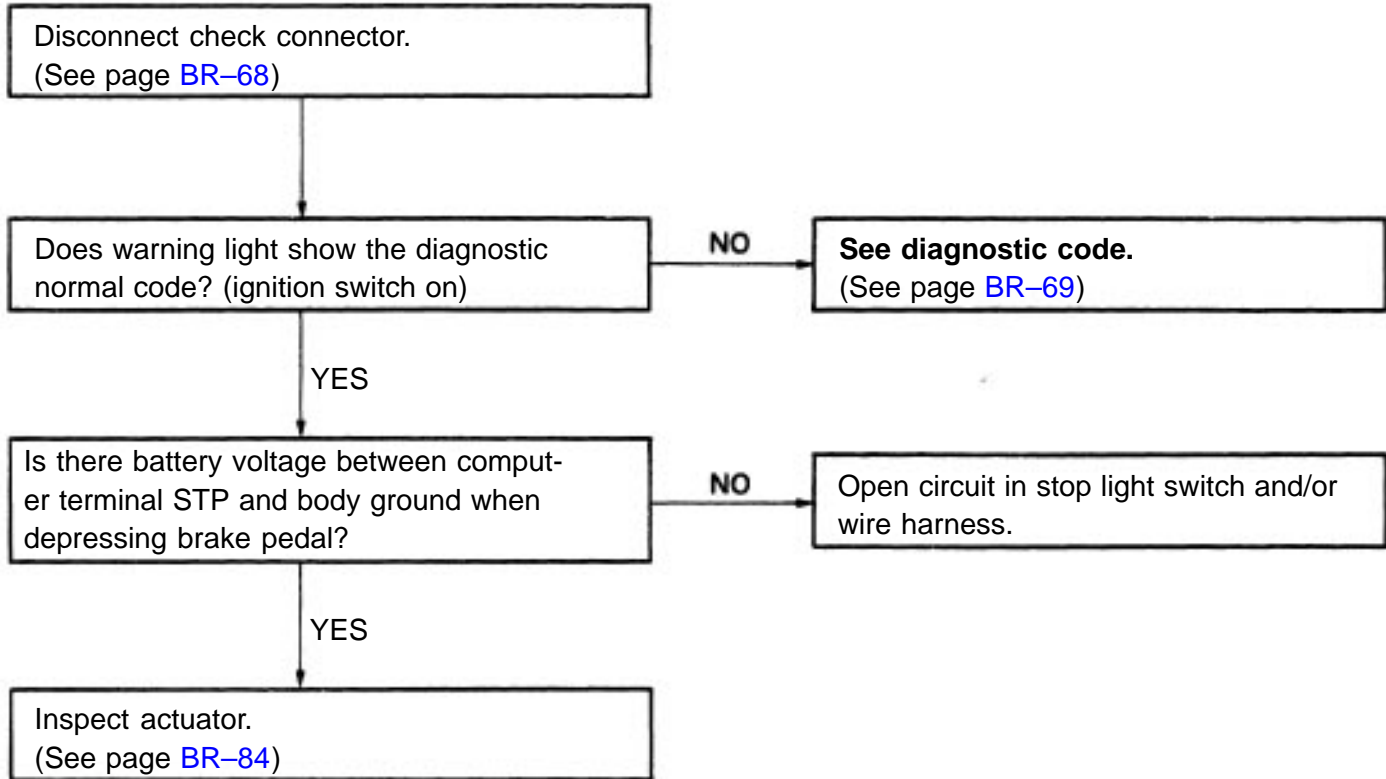 Disconnect check connector.
(See page BR–68)
Does warning light show the diagnostic
normal code? (ignition switch on)
NO
See diagnostic code.
(See page BR–69)
YES
Is there battery voltage between comput-
er terminal STP and body ground when
depressing brake pedal?
NO
Open circuit in stop light switch and/or
wire harness.
YES
Inspect actuator.
(See page BR–84)